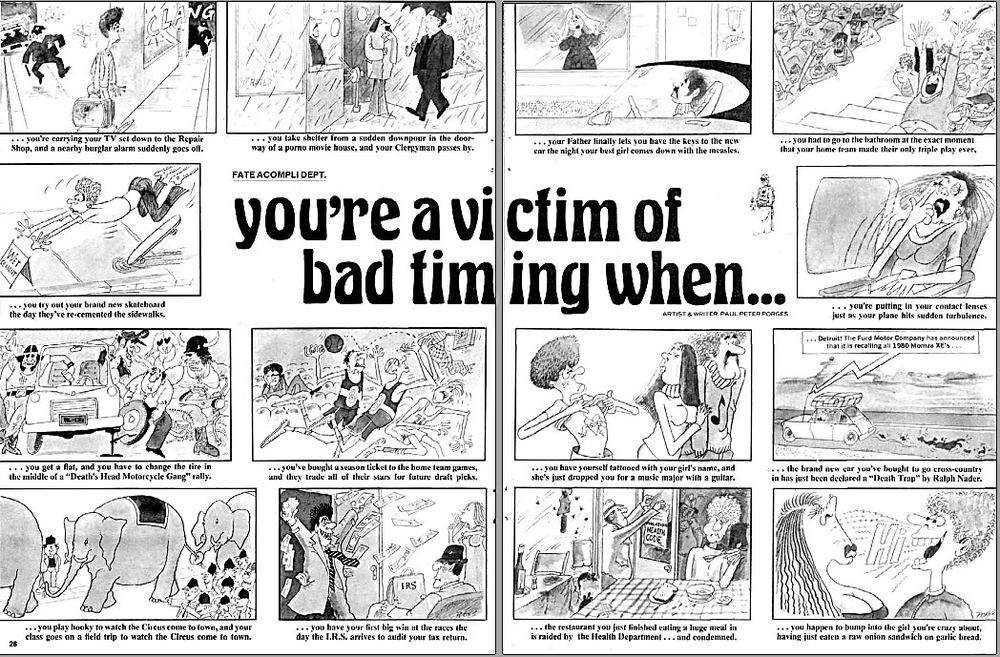 CLANG
... you're carrying your TV set down to the Repair
Shop, and a nearby burglar alarm suddenly goes off.
... you take shelter from a sudden downpour in the door-
way of a porno movie house, and your Clergyman passes by.
... your Father finally lets you have the keys to the new
car the night your best girl comes down with the measles.
... you had to go to the bathroom at the exact moment
that your home team made their only triple play ever.
FATE ACOMPLI DEPT.
you're a victim of
bad timing when...
ARTIST & WRITER: PAUL PETER PORGES
WET
... you try out your brand new skateboard
the day they've re-cemented the sidewalks.
... you're putting in your contact lenses
just as your plane hits sudden turbulence.
... you get a flat, and you have to change the tire in
the middle of a "Death's Head Motorcycle Gang" rally.
... you've bought a season ticket to the home team games,
and they trade all of their stars for future draft picks.
... you have yourself tattooed with your girl's name, and
she's just dropped you for a music major with a guitar.
... Detroit! The Furd Motor Company has announced
that it is recalling all 1980 Momza XE's ...
... the brand new car you've bought to go cross-country
in has just been declared a "Death Trap" by Ralph Nader.
... you play hooky to watch the Circus come to town, and your
class goes on a field trip to watch the Circus come to town.
IRS
... you have your first big win at the races the
day the I.R.S. arrives to audit your tax return.
HEALTH
CODE
... the restaurant you just finished eating a huge meal in
is raided by the Health Department ... and condemned.
Hi
... you happen to bump into the girl you're crazy about,
having just eaten a raw onion sandwich on garlic bread.
26